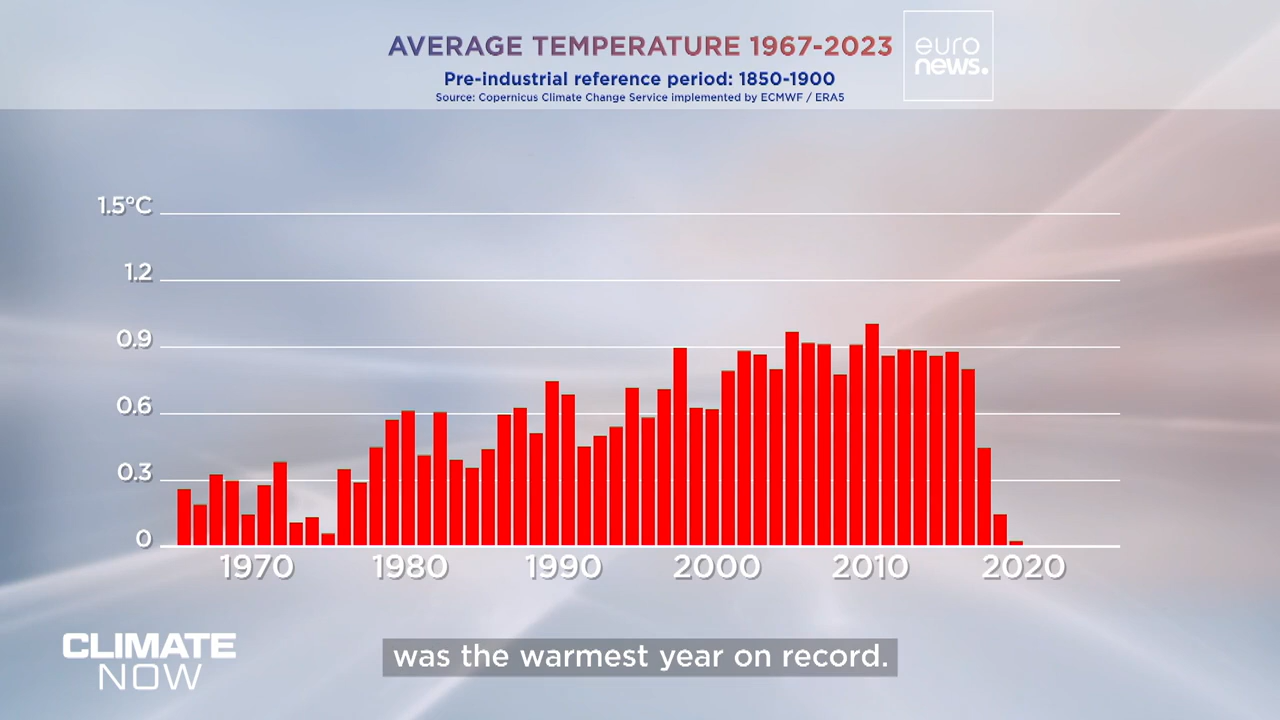 AVERAGE TEMPERATURE 1967-2023
Pre-industrial reference period: 1850-1900
Source: Copernicus Climate Change Service implemented by ECMWF / ERA5
euro
news.
1.5°C
1.2
0.9
0.6
0.3
0
1970 1980 1990 2000 2010 2020
CLIMATE
NOW
was the warmest year on record.